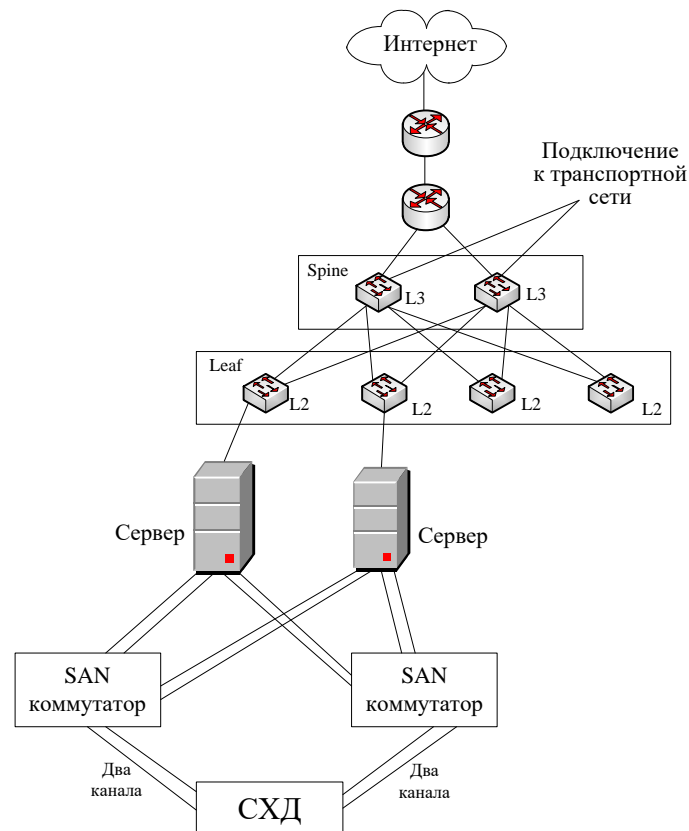 Интернет
Подключение
к транспортной
сети
Spine
L3
L3
Leaf
L2
L2
L2
L2
Сервер
Сервер
SAN
коммутатор
SAN
коммутатор
Два
канала
Два
канала
СХД